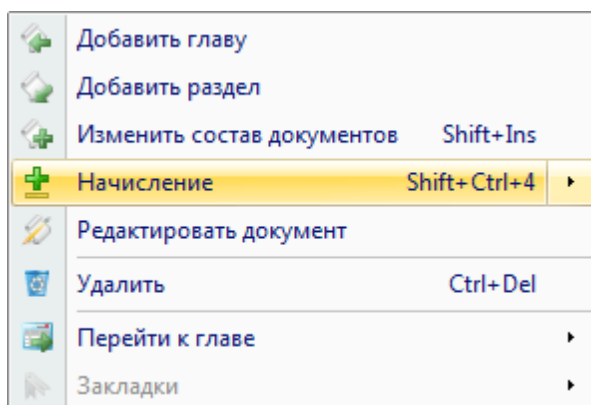 Добавить главу
Добавить раздел
Изменить состав документов Shift+Ins
Начисление Shift+Ctrl+4
Редактировать документ
Удалить Ctrl+Del
Перейти к главе
Закладки